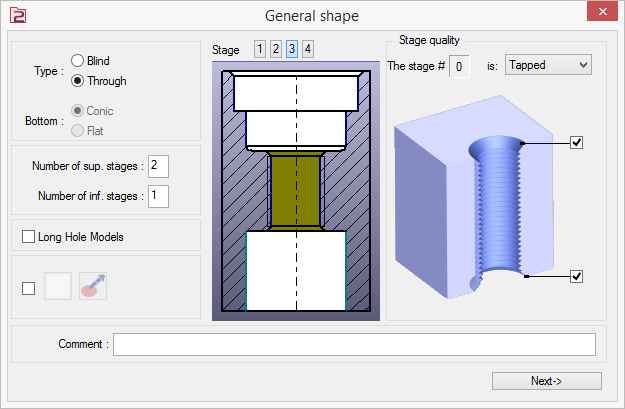 General shape
Type :
Blind
Through
Bottom :
Conic
Flat
Number of sup. stages : 2
Number of inf. stages : 1
Long Hole Models
Stage 1 2 3 4
Stage quality
The stage # 0 is: Tapped
Comment :
Next->